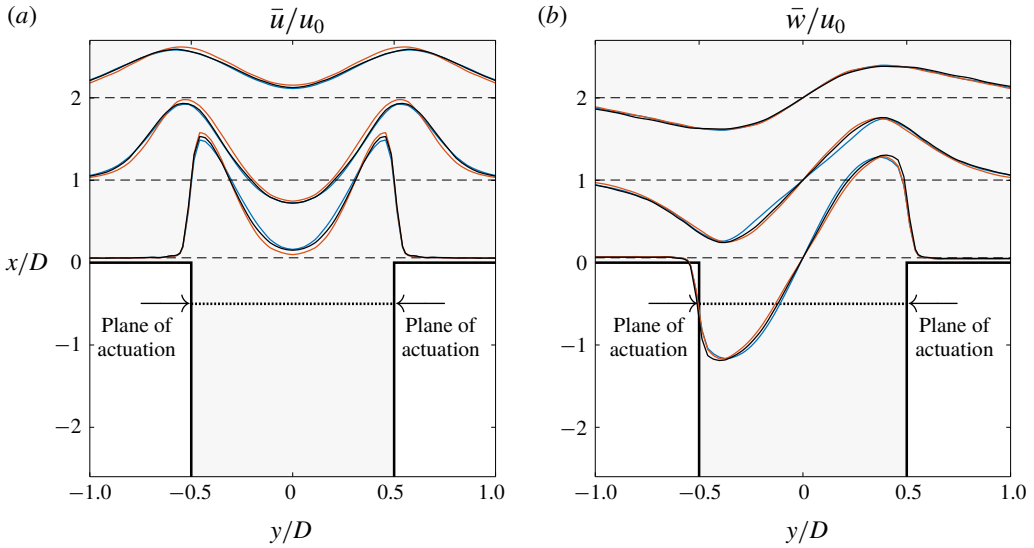 (a)
ū/u₀
(b)
w̄/u₀
2
1
x/D
0
−1
−2
Plane of
actuation
Plane of
actuation
−1.0
−0.5
0
0.5
1.0
y/D
2
1
0
−1
−2
Plane of
actuation
Plane of
actuation
−1.0
−0.5
0
0.5
1.0
y/D